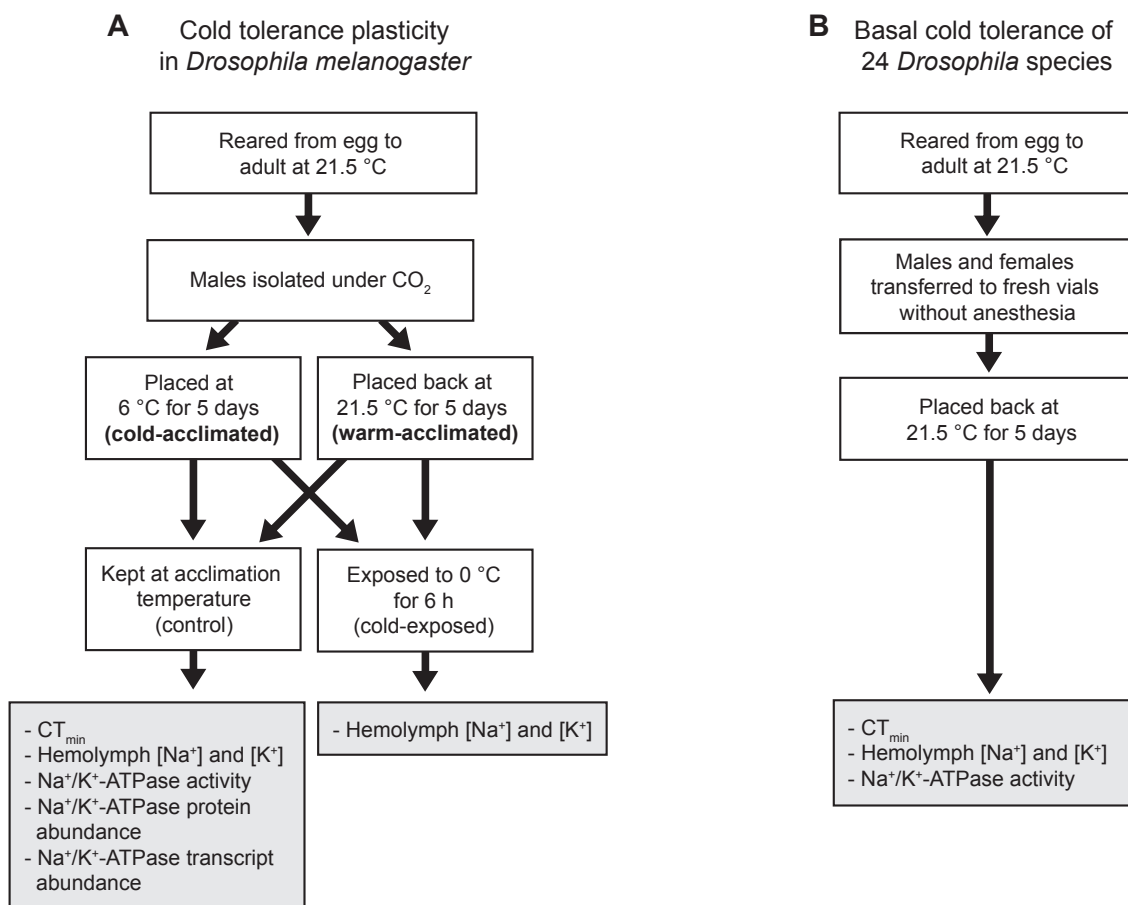 A
Cold tolerance plasticity
in Drosophila melanogaster
Reared from egg to
adult at 21.5 °C
Males isolated under CO₂
Placed at
6 °C for 5 days
(cold-acclimated)
Placed back at
21.5 °C for 5 days
(warm-acclimated)
Kept at acclimation
temperature
(control)
Exposed to 0 °C
for 6 h
(cold-exposed)
- CTmin
- Hemolymph [Na⁺] and [K⁺]
- Na⁺/K⁺-ATPase activity
- Na⁺/K⁺-ATPase protein
abundance
- Na⁺/K⁺-ATPase transcript
abundance
- Hemolymph [Na⁺] and [K⁺]
B
Basal cold tolerance of
24 Drosophila species
Reared from egg to
adult at 21.5 °C
Males and females
transferred to fresh vials
without anesthesia
Placed back at
21.5 °C for 5 days
- CTmin
- Hemolymph [Na⁺] and [K⁺]
- Na⁺/K⁺-ATPase activity